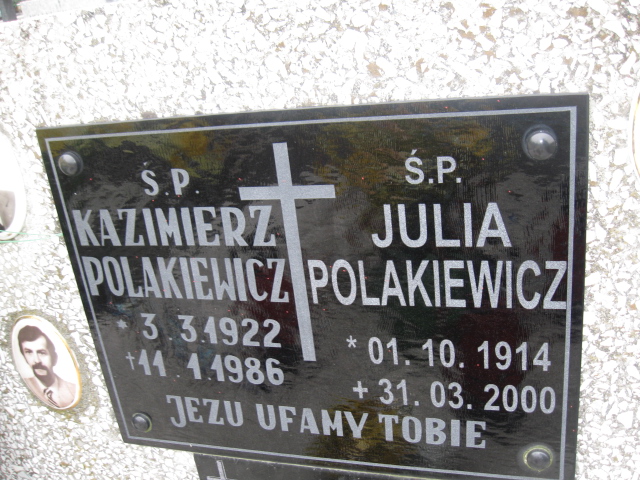 Ś P.
KAZIMIERZ
POLAKIEWICZ
* 3. 3.1922
† 11. 1.1986
Ś.P.
JULIA
POLAKIEWICZ
* 01. 10. 1914
+ 31. 03. 2000
JEZU UFAMY TOBIE